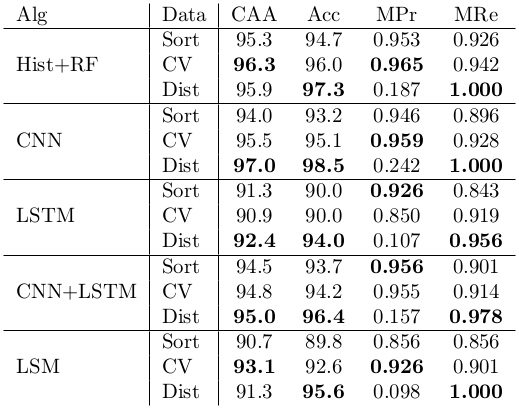 Alg Data CAA Acc MPr MRe
Sort 95.3 94.7 0.953 0.926
Hist+RF CV 96.3 96.0 0.965 0.942
Dist 95.9 97.3 0.187 1.000
Sort 94.0 93.2 0.946 0.896
CNN CV 95.5 95.1 0.959 0.928
Dist 97.0 98.5 0.242 1.000
Sort 91.3 90.0 0.926 0.843
LSTM CV 90.9 90.0 0.850 0.919
Dist 92.4 94.0 0.107 0.956
Sort 94.5 93.7 0.956 0.901
CNN+LSTM CV 94.8 94.2 0.955 0.914
Dist 95.0 96.4 0.157 0.978
Sort 90.7 89.8 0.856 0.856
LSM CV 93.1 92.6 0.926 0.901
Dist 91.3 95.6 0.098 1.000